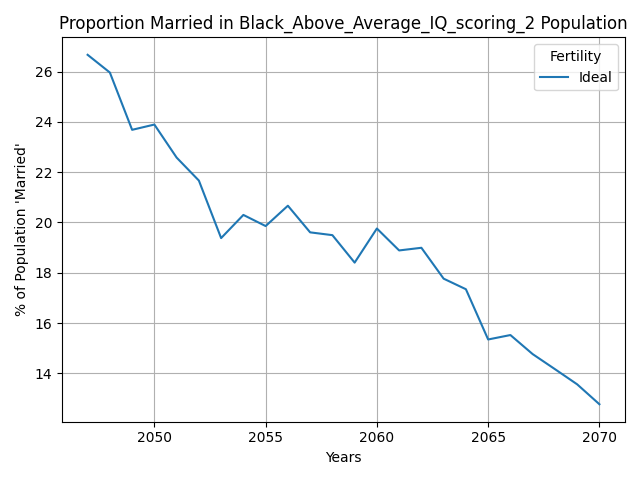 Proportion Married in Black_Above_Average_IQ_scoring_2 Population
Fertility
Ideal
% of Population 'Married'
26
24
22
20
18
16
14
2050
2055
2060
2065
2070
Years